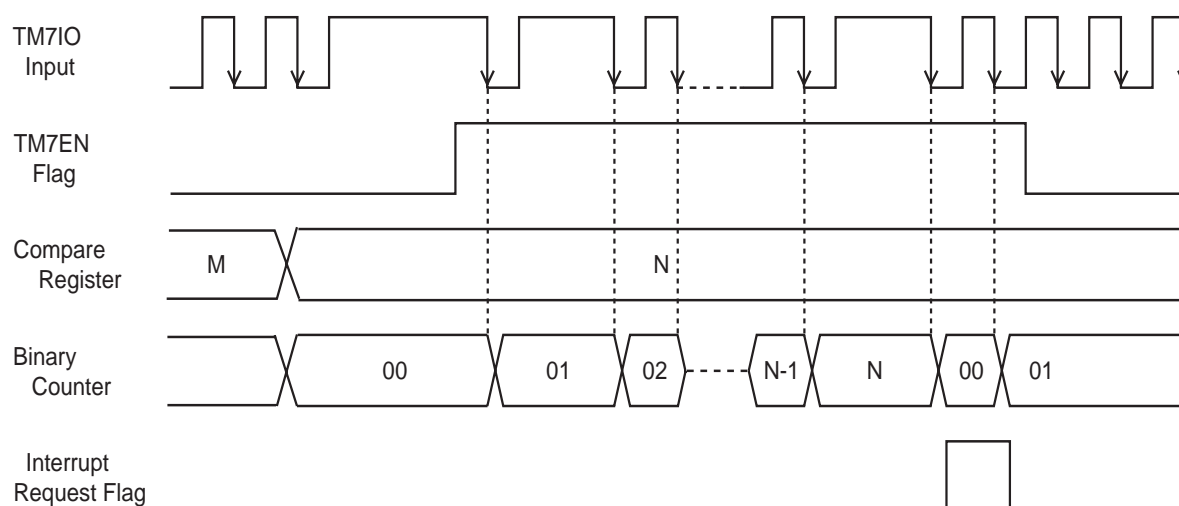 TM7IO
Input
TM7EN
Flag
Compare
Register
M
N
Binary
Counter
00
01
02
N-1
N
00
01
Interrupt
Request Flag